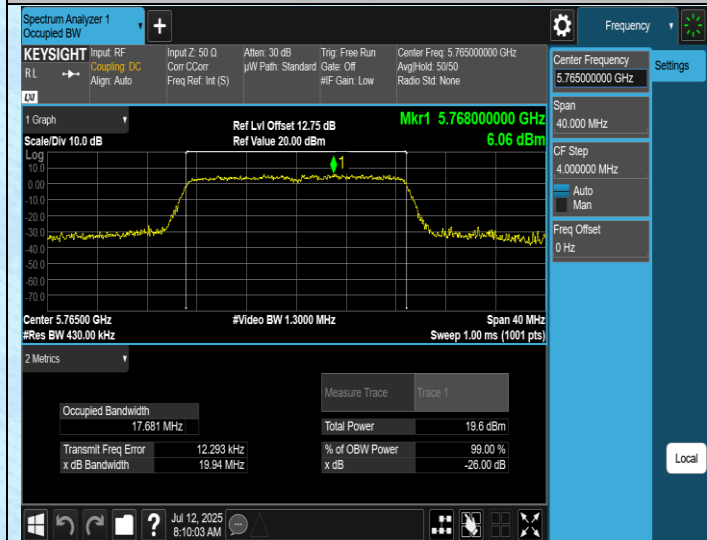 Spectrum Analyzer 1
Occupied BW
Frequency
KEYSIGHT
RL
LXI
Input: RF
Coupling: DC
Align: Auto
Input Z: 50 Ω
Corr CCorr
Freq Ref: Int (S)
Atten: 30 dB
µW Path: Standard
Trig: Free Run
Gate: Off
#IF Gain: Low
Center Freq: 5.765000000 GHz
Avg|Hold: 50/50
Radio Std: None
Center Frequency
5.765000000 GHz
Settings
Span
40.000 MHz
CF Step
4.000000 MHz
Auto
Man
Freq Offset
0 Hz
Local
1 Graph
Scale/Div 10.0 dB
Ref Lvl Offset 12.75 dB
Ref Value 20.00 dBm
Mkr1 5.768000000 GHz
6.06 dBm
Log
10.0
0.00
-10.0
-20.0
-30.0
-40.0
-50.0
-60.0
-70.0
1
Center 5.76500 GHz
#Res BW 430.00 kHz
#Video BW 1.3000 MHz
Span 40 MHz
Sweep 1.00 ms (1001 pts)
2 Metrics
Measure Trace
Trace 1
Occupied Bandwidth
17.681 MHz
Total Power
19.6 dBm
Transmit Freq Error
12.293 kHz
% of OBW Power
99.00 %
x dB Bandwidth
19.94 MHz
x dB
-26.00 dB
Jul 12, 2025
8:10:03 AM